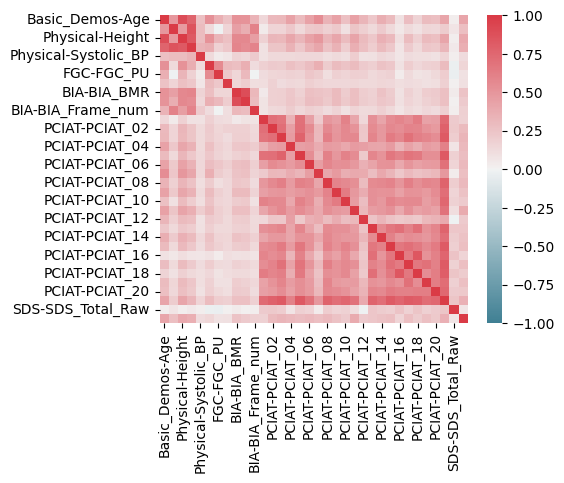 Basic_Demos-Age
Physical-Height
Physical-Systolic_BP
FGC-FGC_PU
BIA-BIA_BMR
BIA-BIA_Frame_num
PCIAT-PCIAT_02
PCIAT-PCIAT_04
PCIAT-PCIAT_06
PCIAT-PCIAT_08
PCIAT-PCIAT_10
PCIAT-PCIAT_12
PCIAT-PCIAT_14
PCIAT-PCIAT_16
PCIAT-PCIAT_18
PCIAT-PCIAT_20
SDS-SDS_Total_Raw
Basic_Demos-Age
Physical-Height
Physical-Systolic_BP
FGC-FGC_PU
BIA-BIA_BMR
BIA-BIA_Frame_num
PCIAT-PCIAT_02
PCIAT-PCIAT_04
PCIAT-PCIAT_06
PCIAT-PCIAT_08
PCIAT-PCIAT_10
PCIAT-PCIAT_12
PCIAT-PCIAT_14
PCIAT-PCIAT_16
PCIAT-PCIAT_18
PCIAT-PCIAT_20
SDS-SDS_Total_Raw
1.00
0.75
0.50
0.25
0.00
−0.25
−0.50
−0.75
−1.00